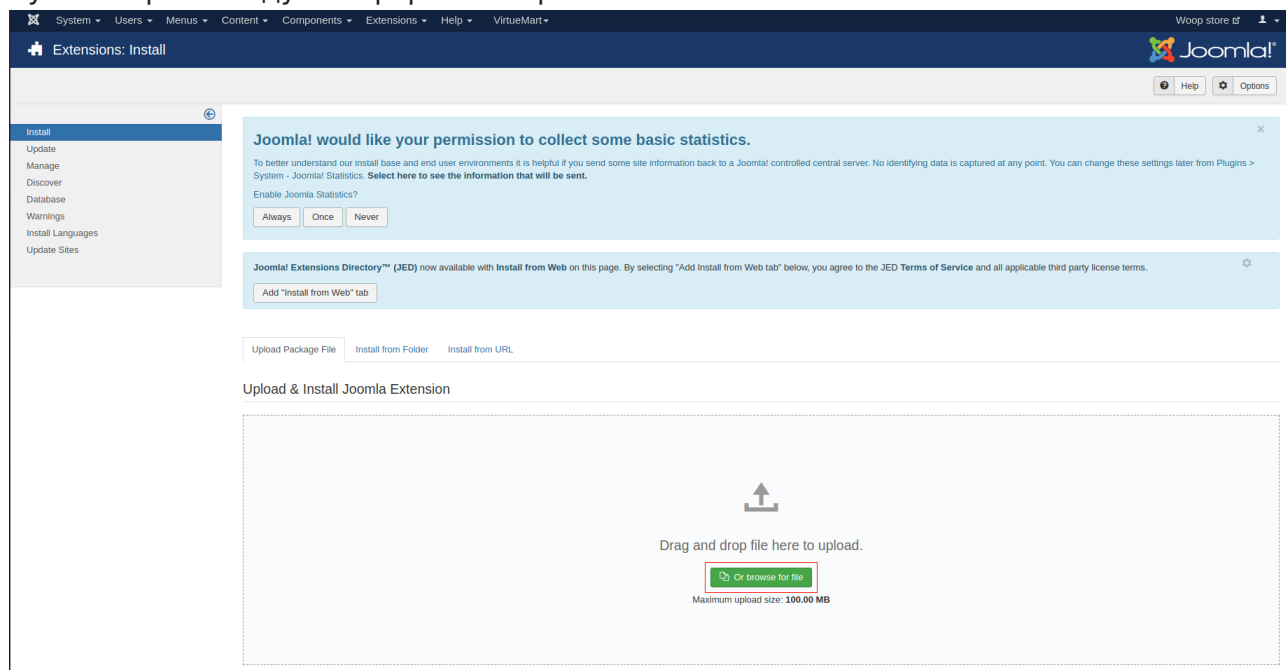 System Users Menus Content Components Extensions Help VirtueMart Woop store
Extensions: Install
Joomla!®
Help Options
Install
Update
Manage
Discover
Database
Warnings
Install Languages
Update Sites
Joomla! would like your permission to collect some basic statistics.
To better understand our install base and end user environments it is helpful if you send some site information back to a Joomla! controlled central server. No identifying data is captured at any point. You can change these settings later from Plugins >
System - Joomla! Statistics. Select here to see the information that will be sent.
Enable Joomla Statistics?
Always Once Never
Joomla! Extensions Directory™ (JED) now available with Install from Web on this page. By selecting "Add Install from Web tab" below, you agree to the JED Terms of Service and all applicable third party license terms.
Add "Install from Web" tab
Upload Package File Install from Folder Install from URL
Upload & Install Joomla Extension
Drag and drop file here to upload.
Or browse for file
Maximum upload size: 100.00 MB